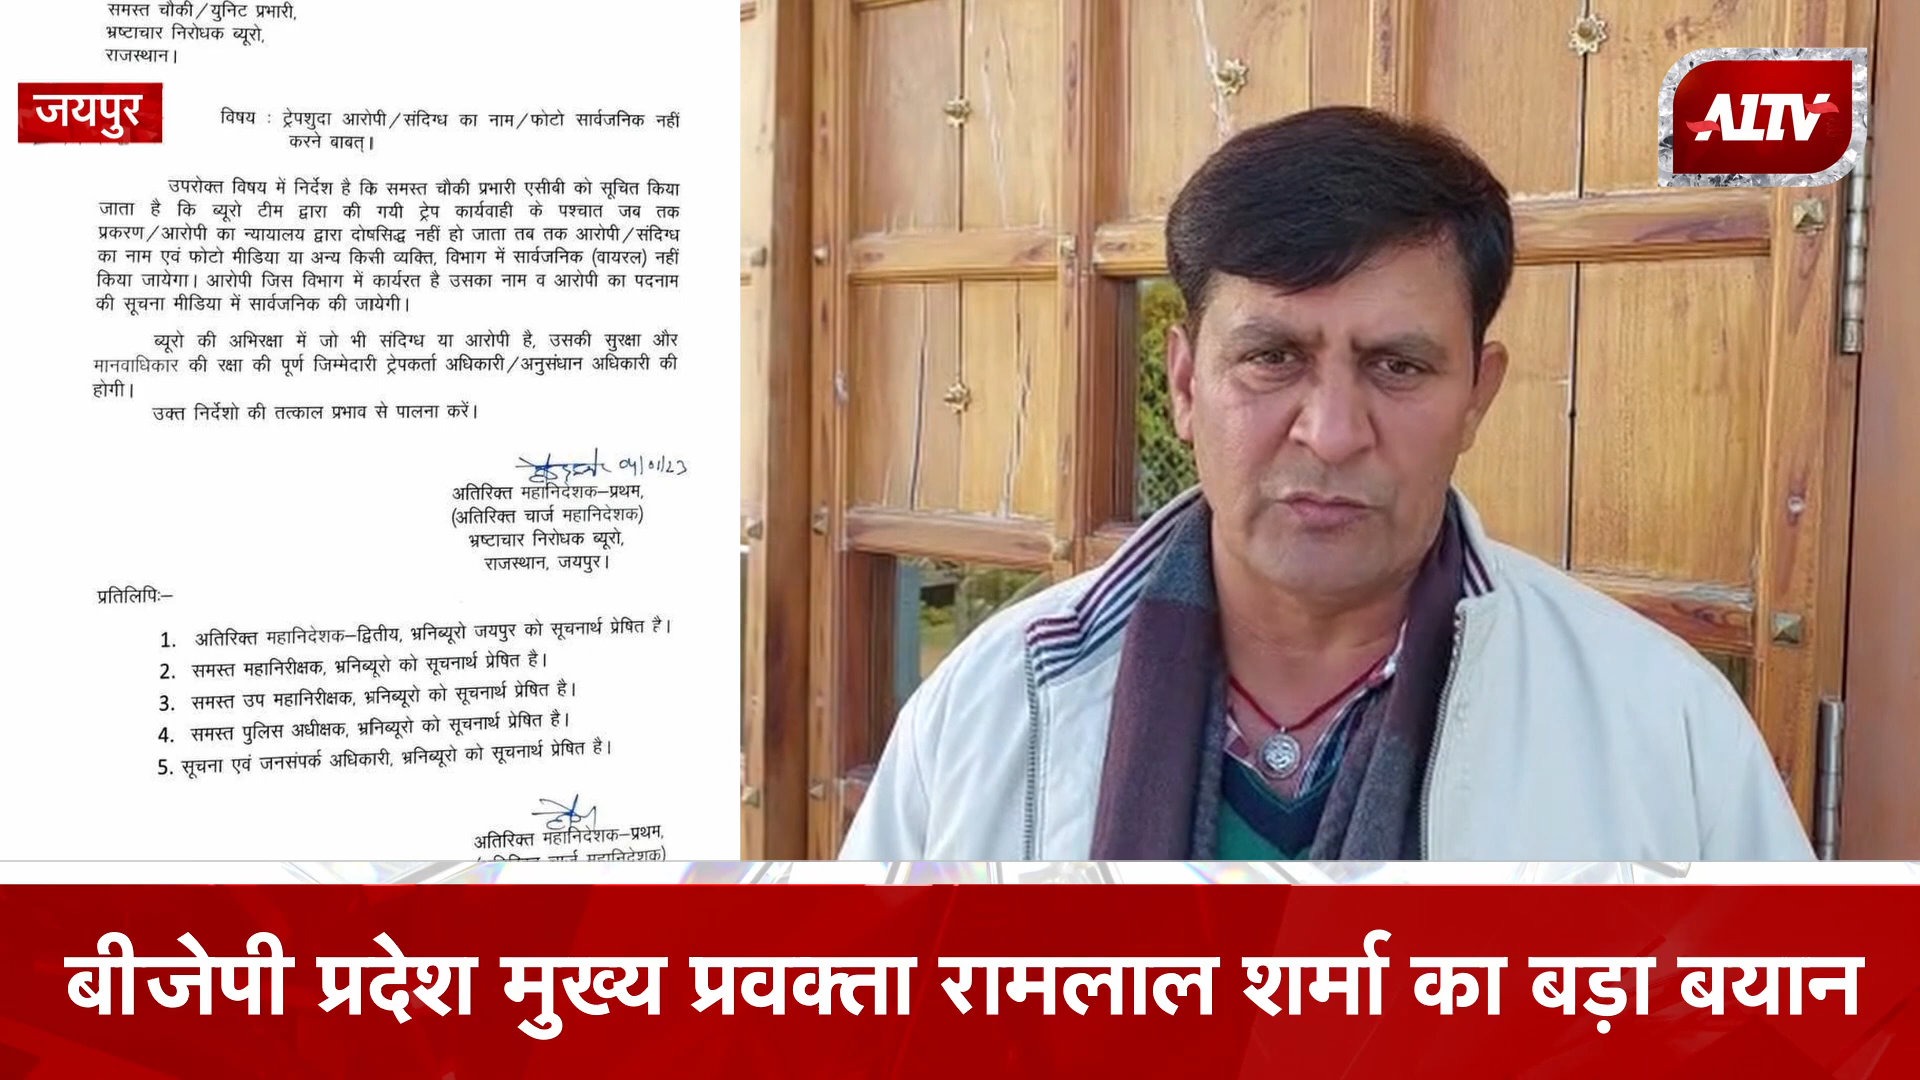 समस्त चौकी/युनिट प्रभारी,
भ्रष्टाचार निरोधक ब्यूरो,
राजस्थान।
जयपुर
विषय : ट्रेपशुदा आरोपी/संदिग्ध का नाम/फोटो सार्वजनिक नहीं
करने बाबत्।
उपरोक्त विषय में निर्देश है कि समस्त चौकी प्रभारी एसीबी को सूचित किया
जाता है कि ब्यूरो टीम द्वारा की गयी ट्रेप कार्यवाही के पश्चात जब तक
प्रकरण/आरोपी का न्यायालय द्वारा दोषसिद्ध नहीं हो जाता तब तक आरोपी/संदिग्ध
का नाम एवं फोटो मीडिया या अन्य किसी व्यक्ति, विभाग में सार्वजनिक (वायरल) नहीं
किया जायेगा। आरोपी जिस विभाग में कार्यरत है उसका नाम व आरोपी का पदनाम
की सूचना मीडिया में सार्वजनिक की जायेगी।
ब्यूरो की अभिरक्षा में जो भी संदिग्ध या आरोपी है, उसकी सुरक्षा और
मानवाधिकार की रक्षा की पूर्ण जिम्मेदारी ट्रेपकर्ता अधिकारी/अनुसंधान अधिकारी की
होगी।
उक्त निर्देशो की तत्काल प्रभाव से पालना करें।
04/01/23
अतिरिक्त महानिदेशक–प्रथम,
(अतिरिक्त चार्ज महानिदेशक)
भ्रष्टाचार निरोधक ब्यूरो,
राजस्थान, जयपुर।
प्रतिलिपिः–
1. अतिरिक्त महानिदेशक–द्वितीय, भ्रनिब्यूरो जयपुर को सूचनार्थ प्रेषित है।
2. समस्त महानिरीक्षक, भ्रनिब्यूरो को सूचनार्थ प्रेषित है।
3. समस्त उप महानिरीक्षक, भ्रनिब्यूरो को सूचनार्थ प्रेषित है।
4. समस्त पुलिस अधीक्षक, भ्रनिब्यूरो को सूचनार्थ प्रेषित है।
5. सूचना एवं जनसंपर्क अधिकारी, भ्रनिब्यूरो को सूचनार्थ प्रेषित है।
अतिरिक्त महानिदेशक–प्रथम,
(अतिरिक्त चार्ज महानिदेशक)
A1TV
बीजेपी प्रदेश मुख्य प्रवक्ता रामलाल शर्मा का बड़ा बयान